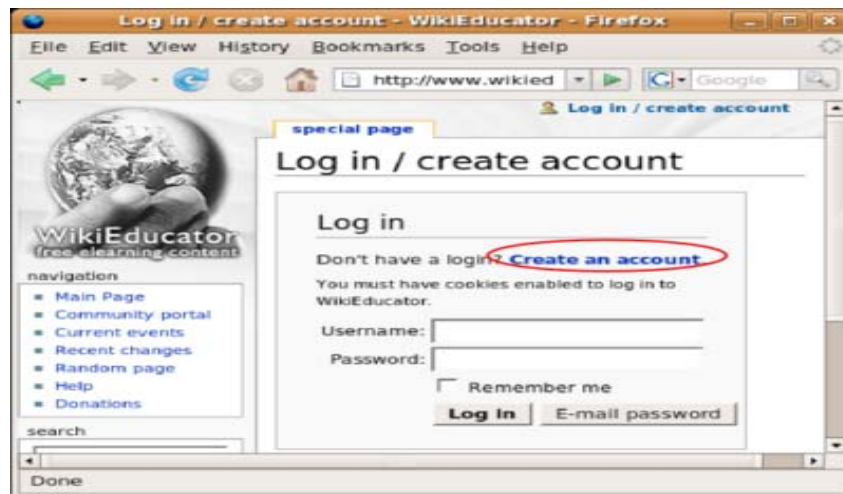 Log in / create account - WikiEducator - Firefox
File Edit View History Bookmarks Tools Help
http://www.wikied Google
Log in / create account
special page
Log in / create account
WikiEducator
free elearning content
navigation
Main Page
Community portal
Current events
Recent changes
Random page
Help
Donations
search
Log in
Don't have a login? Create an account.
You must have cookies enabled to log in to
WikiEducator.
Username:
Password:
Remember me
Log in E-mail password
Done